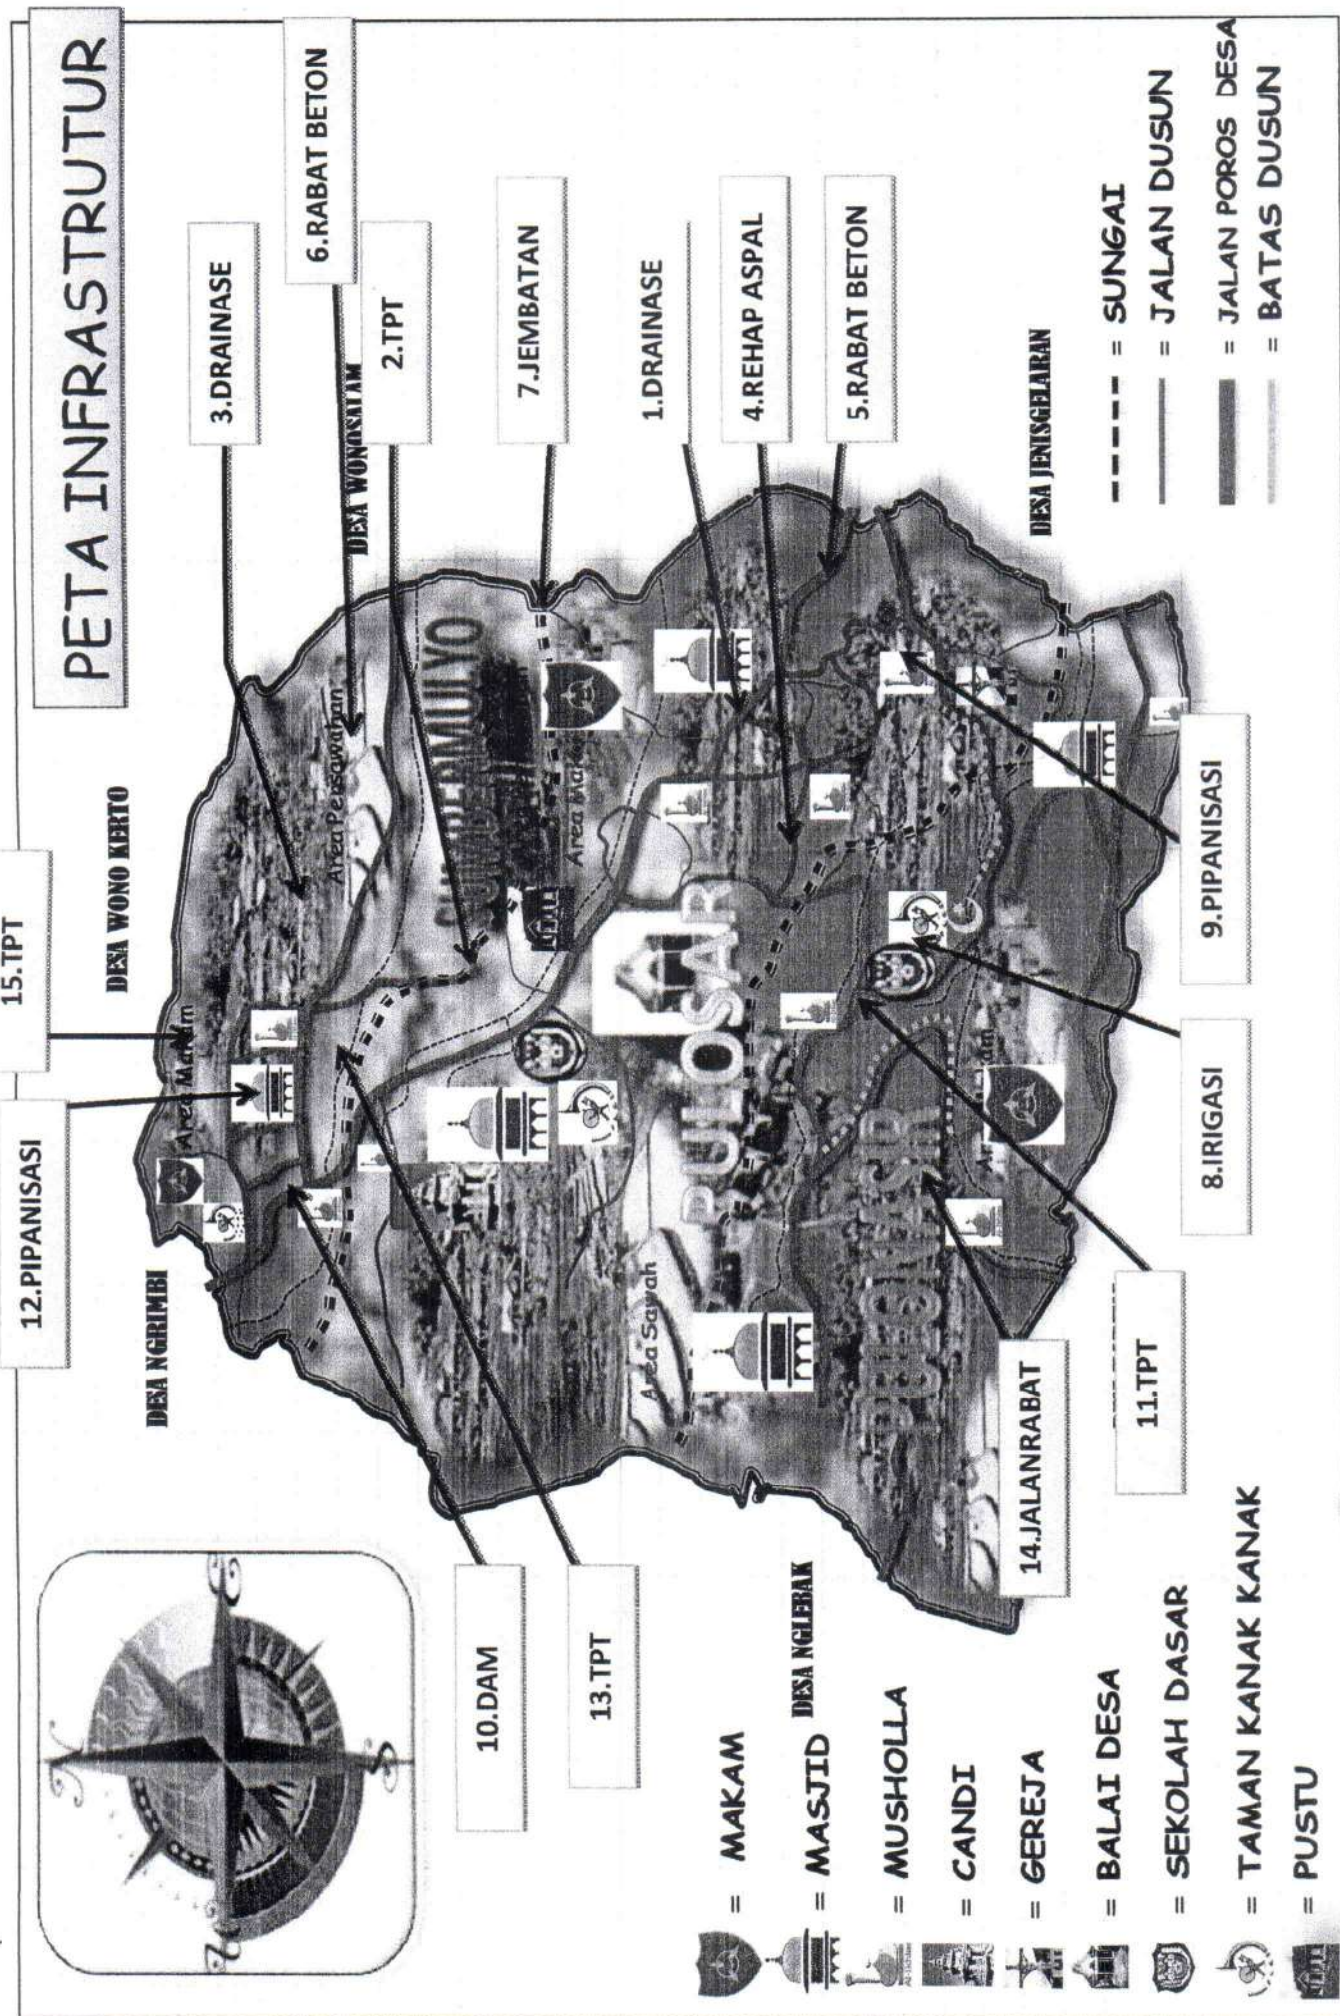 PETA INFRASTRUTUR
15.TPT
12.PIPANISASI
DESA WONO KERTO
DESA NGRIMBI
3.DRAINASE
6.RABAT BETON
DESA WONOSALAM
2.TPT
7.JEMBATAN
1.DRAINASE
4.REHAP ASPAL
5.RABAT BETON
DESA JENISGELARAN
Area Makam
Area Persawahan
SUMBERMULYO
Area Makam
PULOSARI
Area Sawah
10.DAM
13.TPT
DESA NGLEBAK
14.JALANRABAT
11.TPT
8.IRIGASI
9.PIPANISASI
= MAKAM
= MASJID
= MUSHOLLA
= CANDI
= GEREJA
= BALAI DESA
= SEKOLAH DASAR
= TAMAN KANAK KANAK
= PUSTU
= SUNGAI
= JALAN DUSUN
= JALAN POROS DESA
= BATAS DUSUN